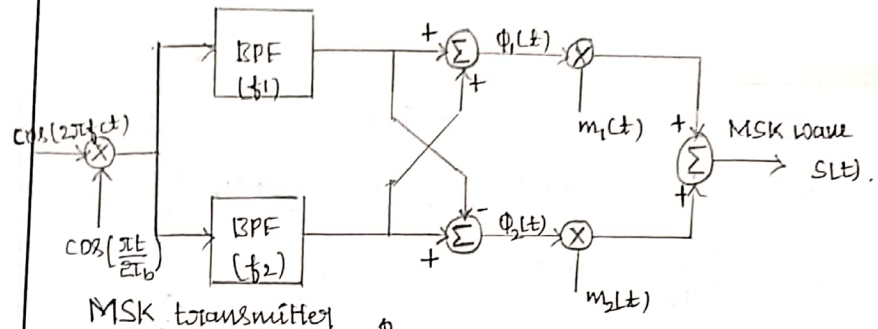 BPF
(f1)
+
Σ
+
ϕ₁(t)
×
m₁(t)
cos(2πfct)
×
cos(πt/2Tb)
+
Σ
+
MSK wave
S(t).
BPF
(f2)
-
Σ
+
ϕ₂(t)
×
m₂(t)
MSK transmitter